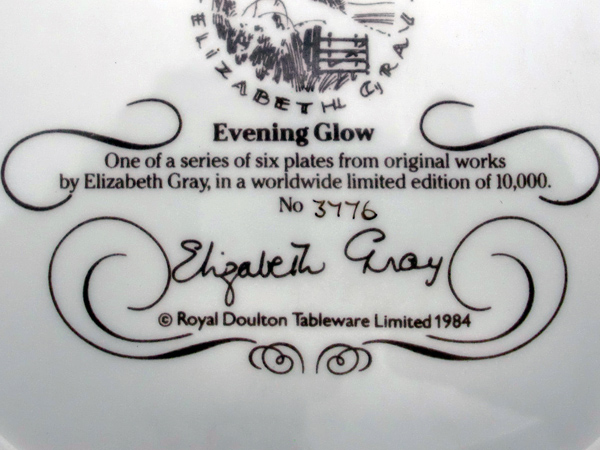 ELIZABETH GRAY
Evening Glow
One of a series of six plates from original works
by Elizabeth Gray, in a worldwide limited edition of 10,000.
No 3776
Elizabeth Gray
© Royal Doulton Tableware Limited 1984